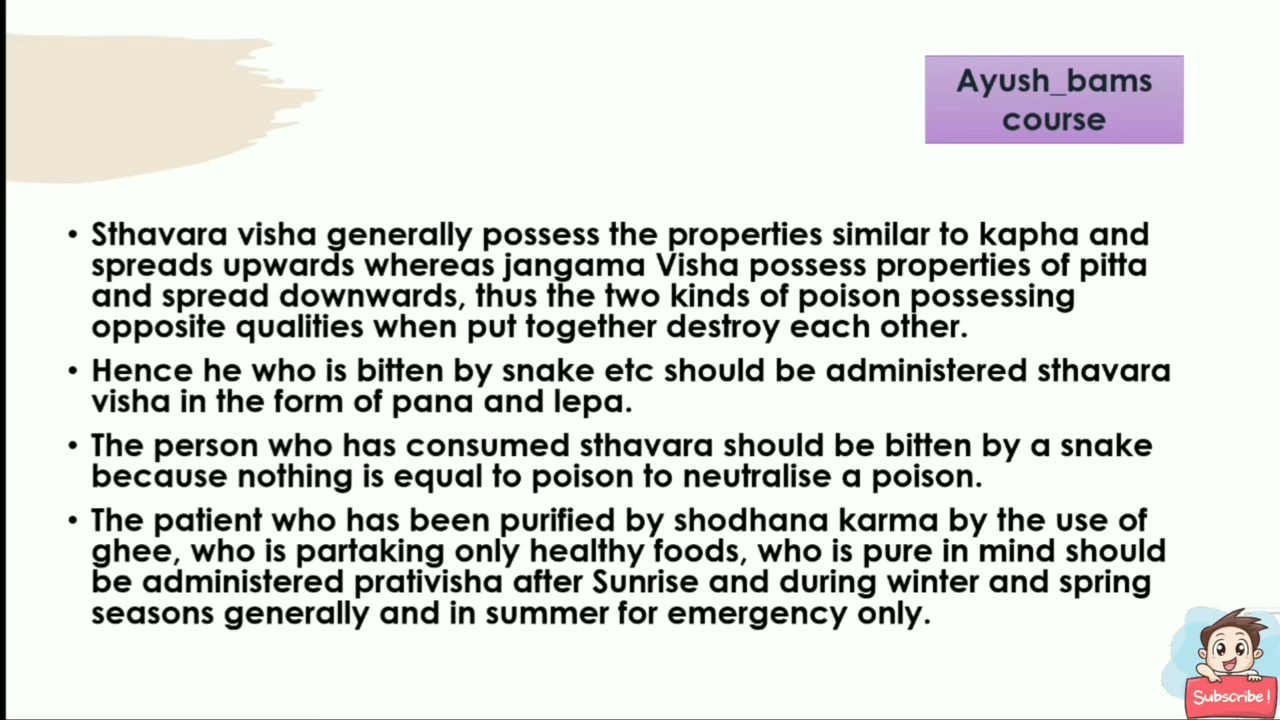 Ayush_bams
course
• Sthavara visha generally possess the properties similar to kapha and
spreads upwards whereas jangama Visha possess properties of pitta
and spread downwards, thus the two kinds of poison possessing
opposite qualities when put together destroy each other.
• Hence he who is bitten by snake etc should be administered sthavara
visha in the form of pana and lepa.
• The person who has consumed sthavara should be bitten by a snake
because nothing is equal to poison to neutralise a poison.
• The patient who has been purified by shodhana karma by the use of
ghee, who is partaking only healthy foods, who is pure in mind should
be administered prativisha after Sunrise and during winter and spring
seasons generally and in summer for emergency only.
Subscribe!